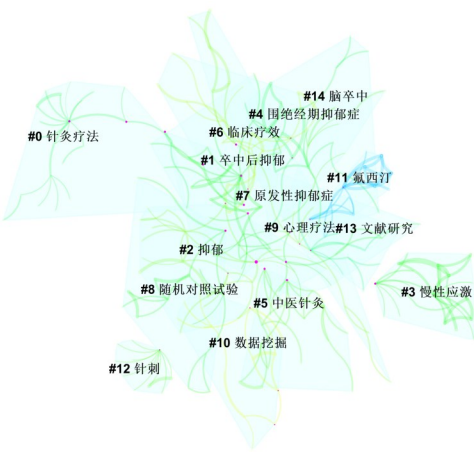 #14 脑卒中
#4 围绝经期抑郁症
#6 临床疗效
#0 针灸疗法
#1 卒中后抑郁
#11 氟西汀
#7 原发性抑郁症
#9 心理疗法
#13 文献研究
#2 抑郁
#8 随机对照试验
#3 慢性应激
#5 中医针灸
#10 数据挖掘
#12 针刺